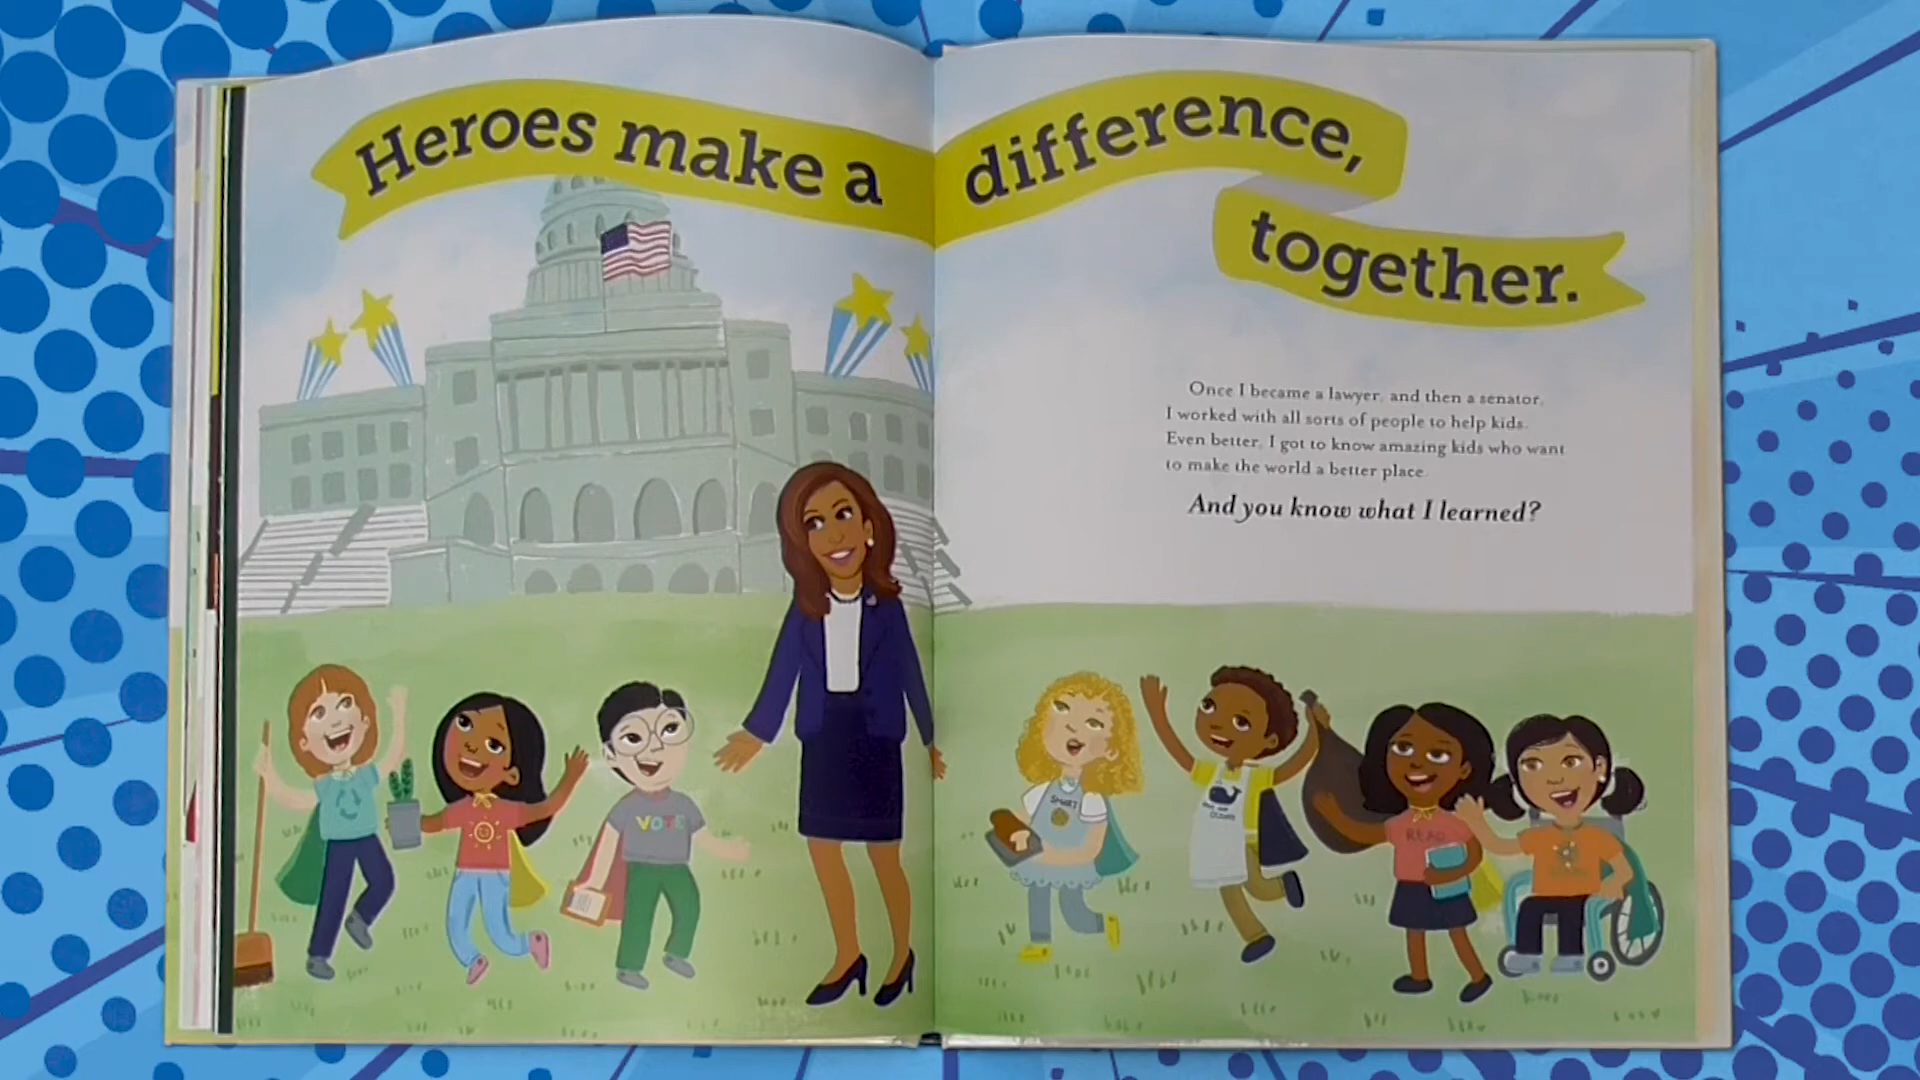 Heroes make a difference,
together.
Once I became a lawyer, and then a senator,
I worked with all sorts of people to help kids.
Even better, I got to know amazing kids who want
to make the world a better place.
And you know what I learned?
VOTE
SMART
READ